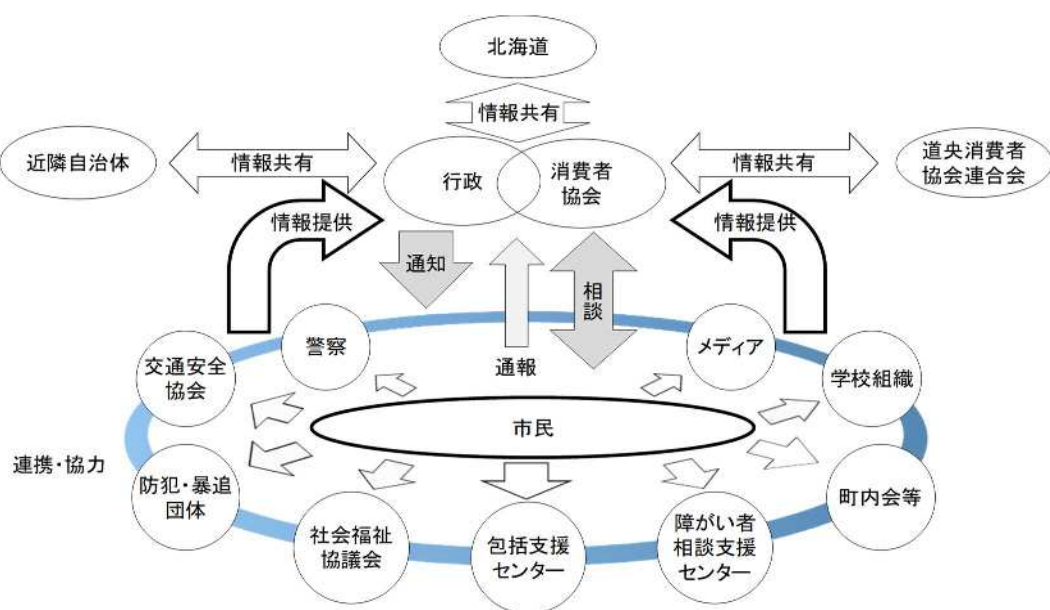 北海道
情報共有
近隣自治体
情報共有
行政
消費者
協会
情報共有
道央消費者
協会連合会
情報提供
情報提供
通知
相談
通報
警察
メディア
交通安全
協会
学校組織
市民
連携・協力
防犯・暴追
団体
町内会等
社会福祉
協議会
包括支援
センター
障がい者
相談支援
センター